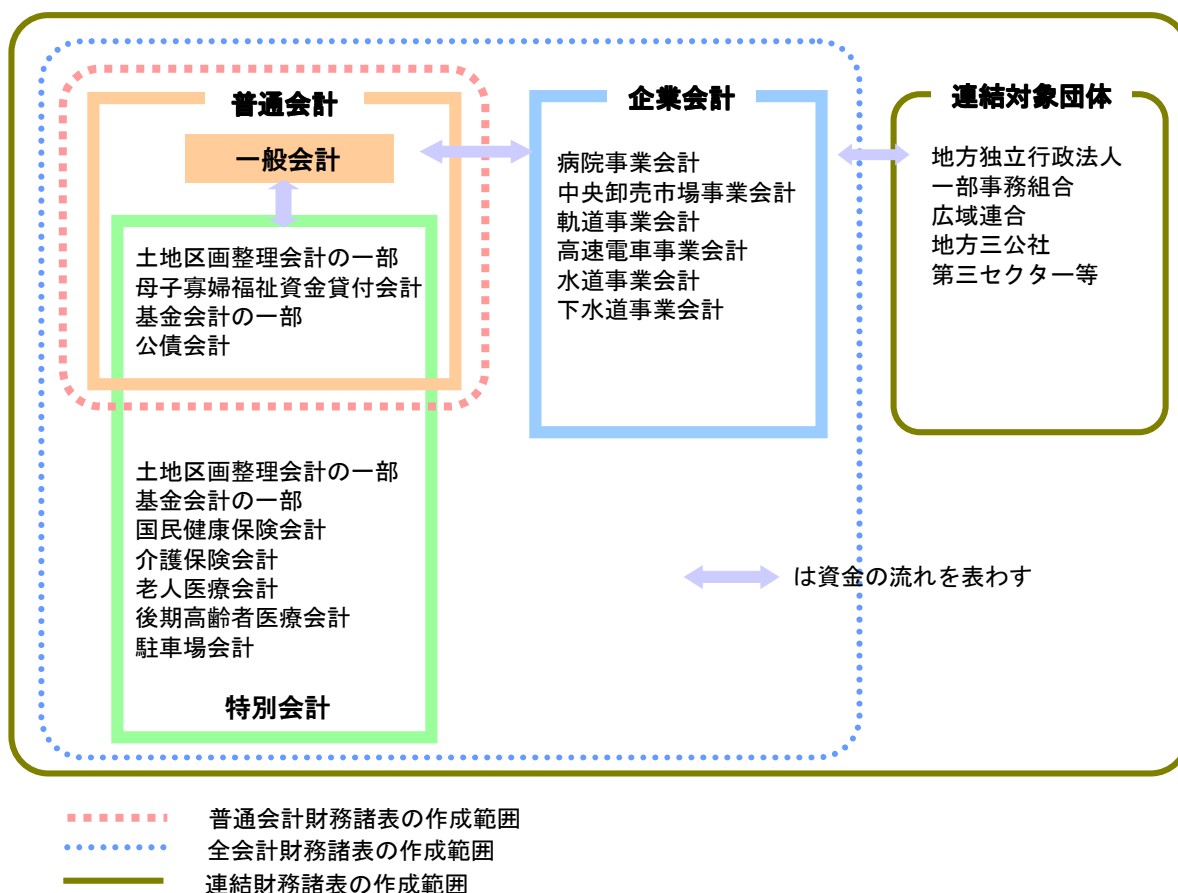 普通会計
一般会計
土地区画整理会計の一部
母子寡婦福祉資金貸付会計
基金会計の一部
公債会計
土地区画整理会計の一部
基金会計の一部
国民健康保険会計
介護保険会計
老人医療会計
後期高齢者医療会計
駐車場会計
特別会計
企業会計
病院事業会計
中央卸売市場事業会計
軌道事業会計
高速電車事業会計
水道事業会計
下水道事業会計
連結対象団体
地方独立行政法人
一部事務組合
広域連合
地方三公社
第三セクター等
は資金の流れを表わす
普通会計財務諸表の作成範囲
全会計財務諸表の作成範囲
連結財務諸表の作成範囲